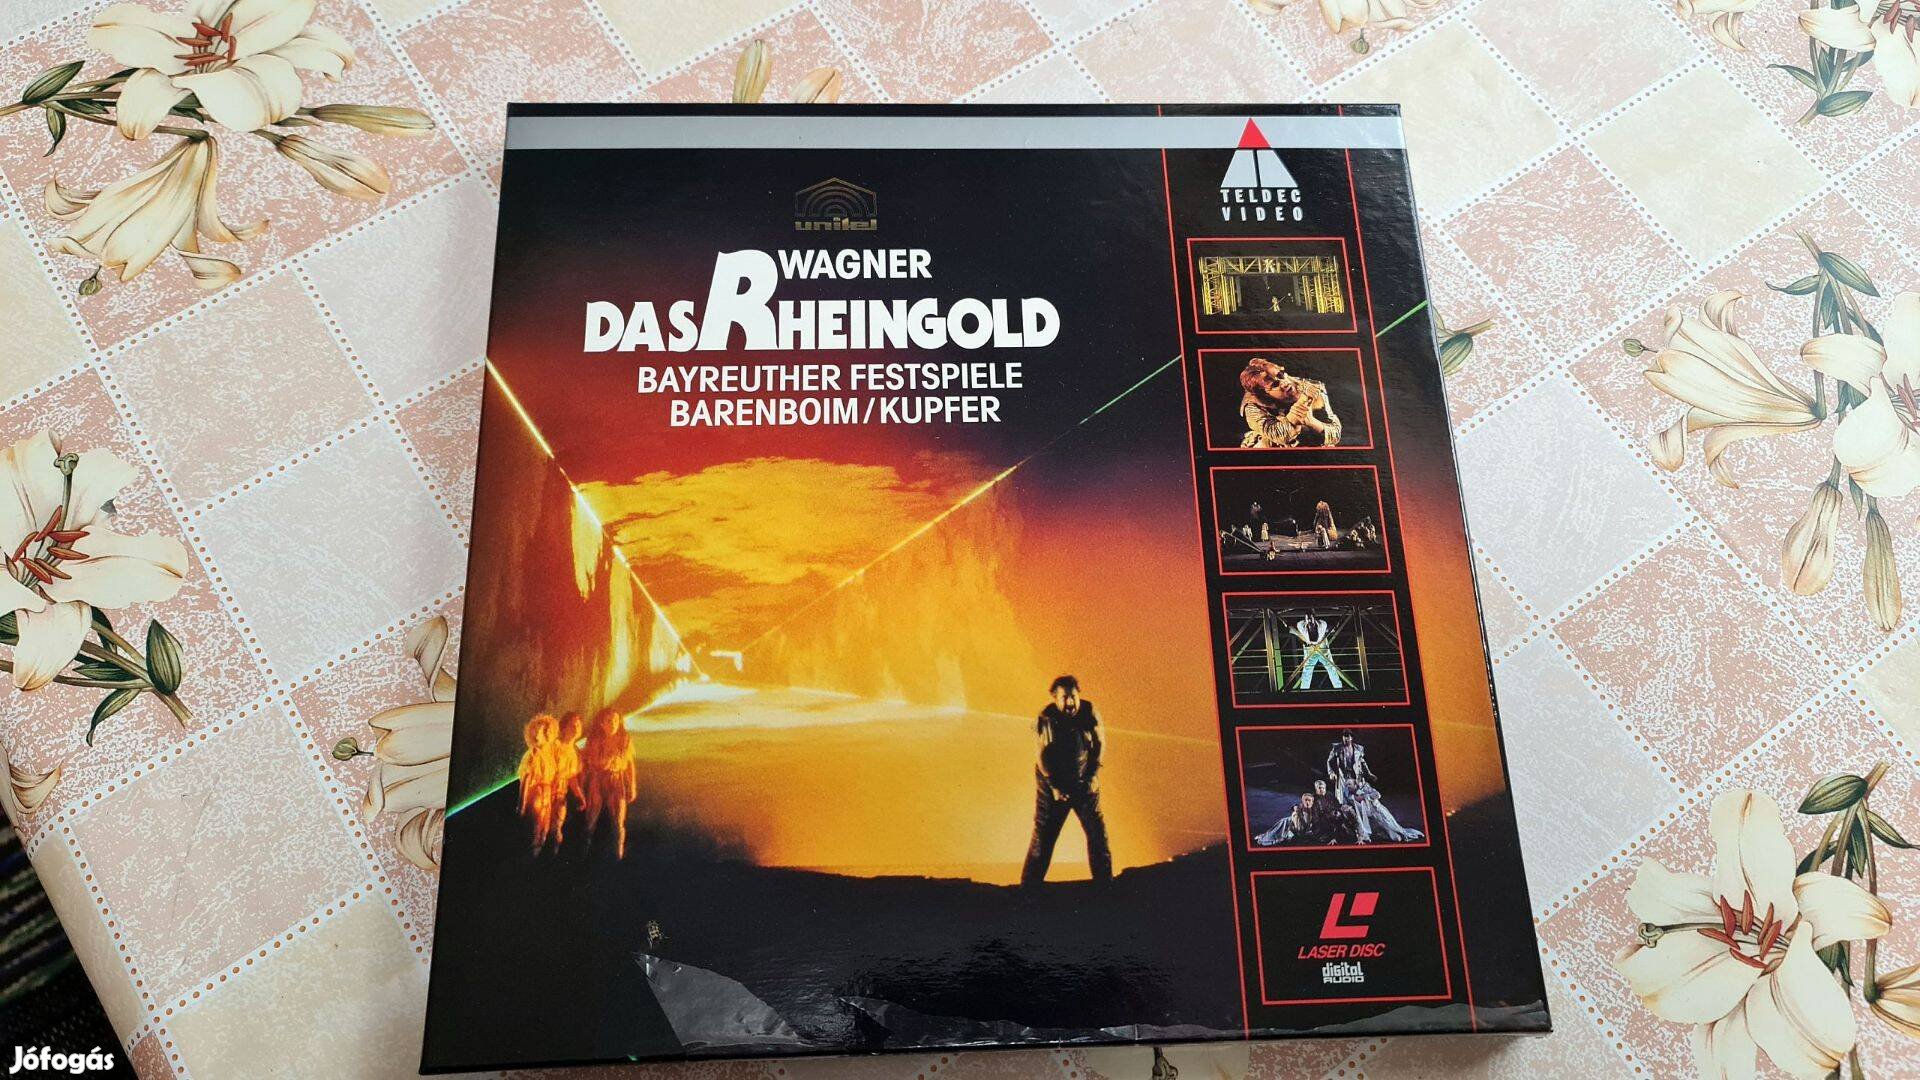 unitel
WAGNER
DAS RHEINGOLD
BAYREUTHER FESTSPIELE
BARENBOIM/KUPFER
TELDEC
VIDEO
LASER DISC
digital
AUDIO
Jófogás